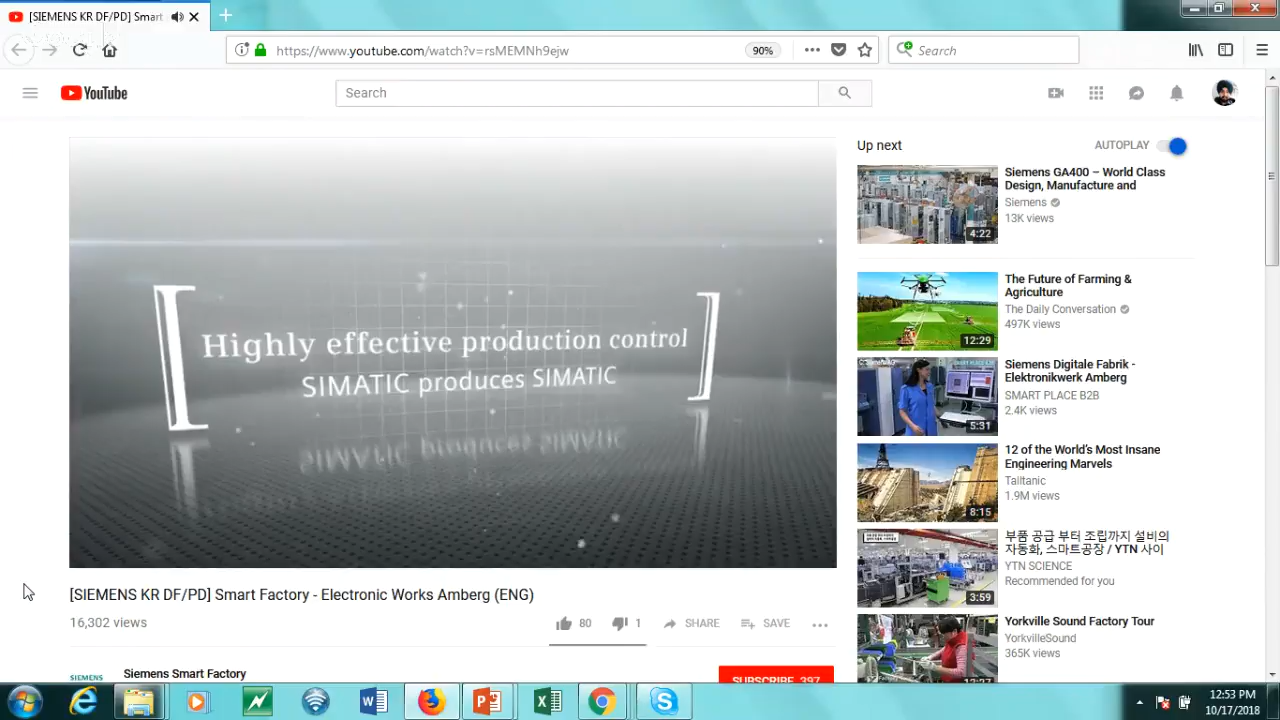 [SIEMENS KR DF/PD] Smart
https://www.youtube.com/watch?v=rsMEMNh9ejw
90%
Search
YouTube
Search
Highly effective production control
SIMATIC produces SIMATIC
[SIEMENS KR DF/PD] Smart Factory - Electronic Works Amberg (ENG)
16,302 views
80
1
SHARE
SAVE
SIEMENS
Siemens Smart Factory
SUBSCRIBE 397
Up next
AUTOPLAY
4:22
Siemens GA400 – World Class
Design, Manufacture and
Siemens
13K views
12:29
The Future of Farming &
Agriculture
The Daily Conversation
497K views
5:31
Siemens Digitale Fabrik -
Elektronikwerk Amberg
SMART PLACE B2B
2.4K views
8:15
12 of the World's Most Insane
Engineering Marvels
Talltanic
1.9M views
3:59
부품 공급 부터 조립까지 설비의
자동화, 스마트공장 / YTN 사이
YTN SCIENCE
Recommended for you
12:27
Yorkville Sound Factory Tour
YorkvilleSound
365K views
12:53 PM
10/17/2018